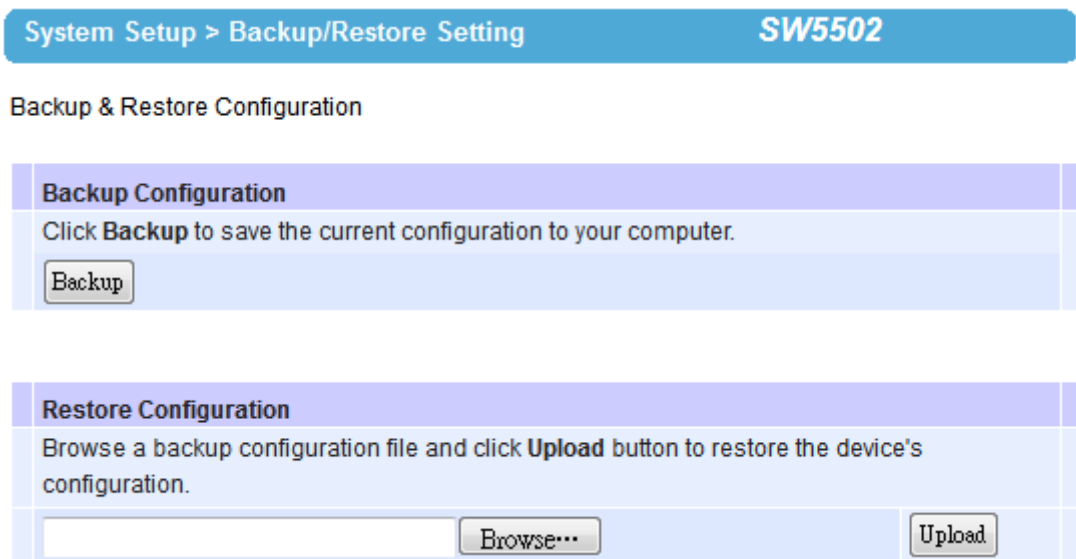 System Setup > Backup/Restore Setting SW5502
Backup & Restore Configuration
Backup Configuration
Click Backup to save the current configuration to your computer.
Backup
Restore Configuration
Browse a backup configuration file and click Upload button to restore the device's
configuration.
Browse··· Upload